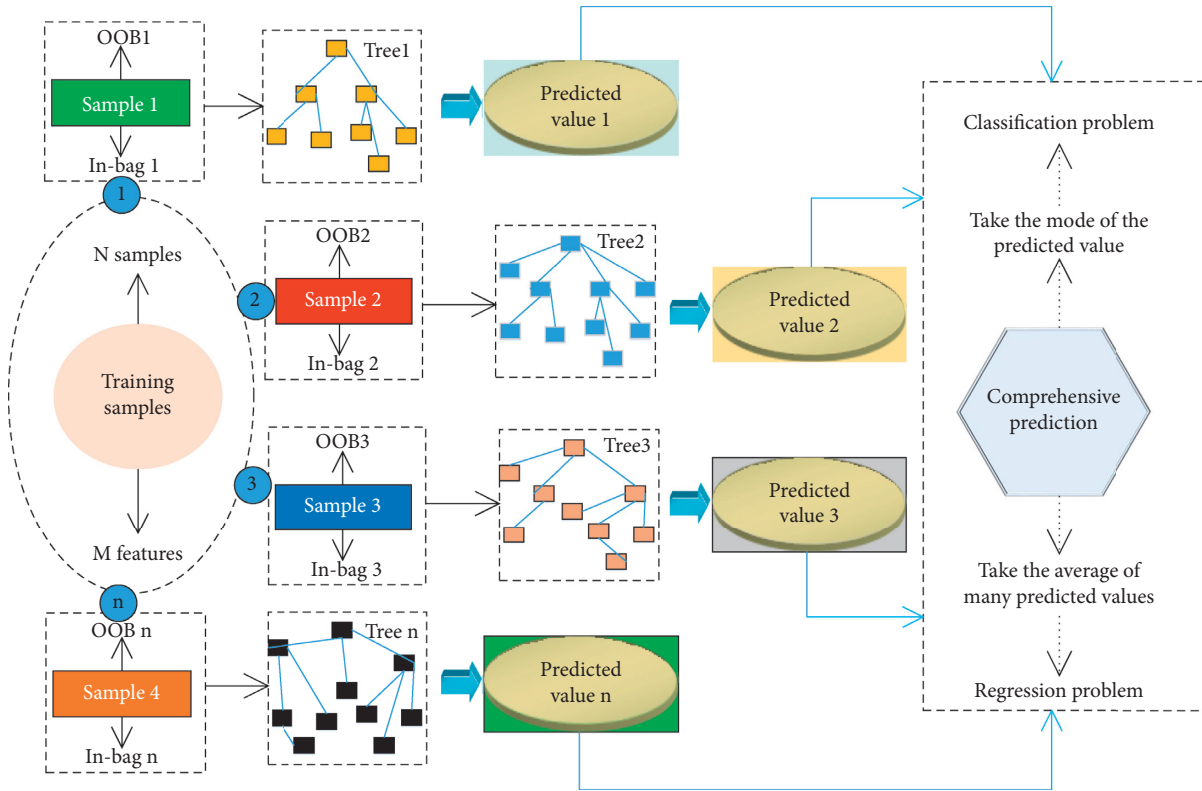 OOB1
Sample 1
In-bag 1
Tree1
Predicted
value 1
1
N samples
Training
samples
M features
2
OOB2
Sample 2
In-bag 2
Tree2
Predicted
value 2
3
OOB3
Sample 3
In-bag 3
Tree3
Predicted
value 3
n
OOB n
Sample 4
In-bag n
Tree n
Predicted
value n
Classification problem
Take the mode of the
predicted value
Comprehensive
prediction
Take the average of
many predicted values
Regression problem